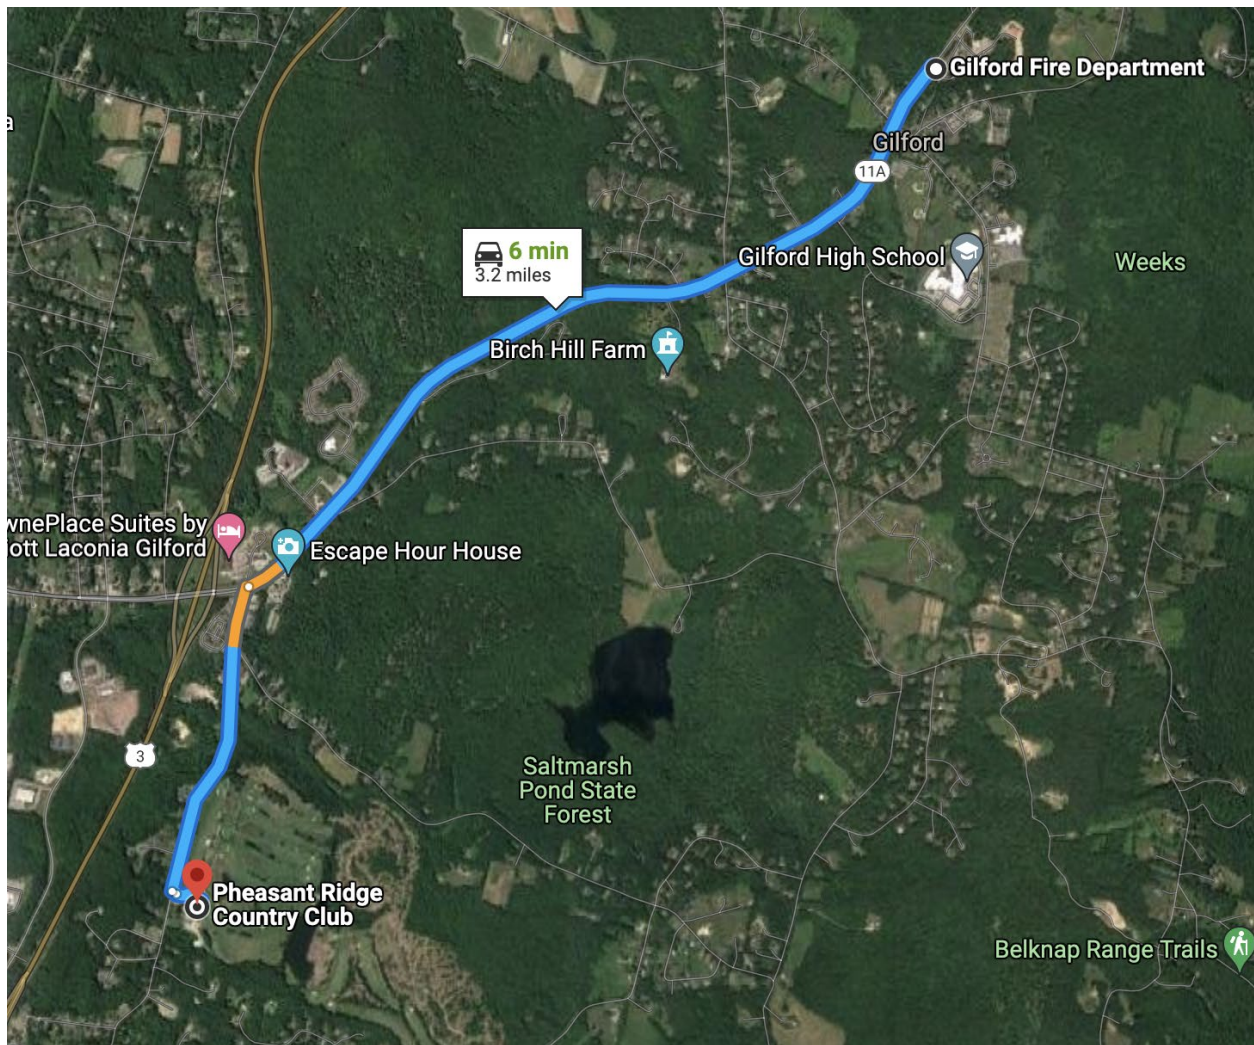 a
Gilford Fire Department
Gilford
11A
6 min
3.2 miles
Gilford High School
Weeks
Birch Hill Farm
wnePlace Suites by
iott Laconia Gilford
Escape Hour House
3
Saltmarsh
Pond State
Forest
Pheasant Ridge
Country Club
Belknap Range Trails